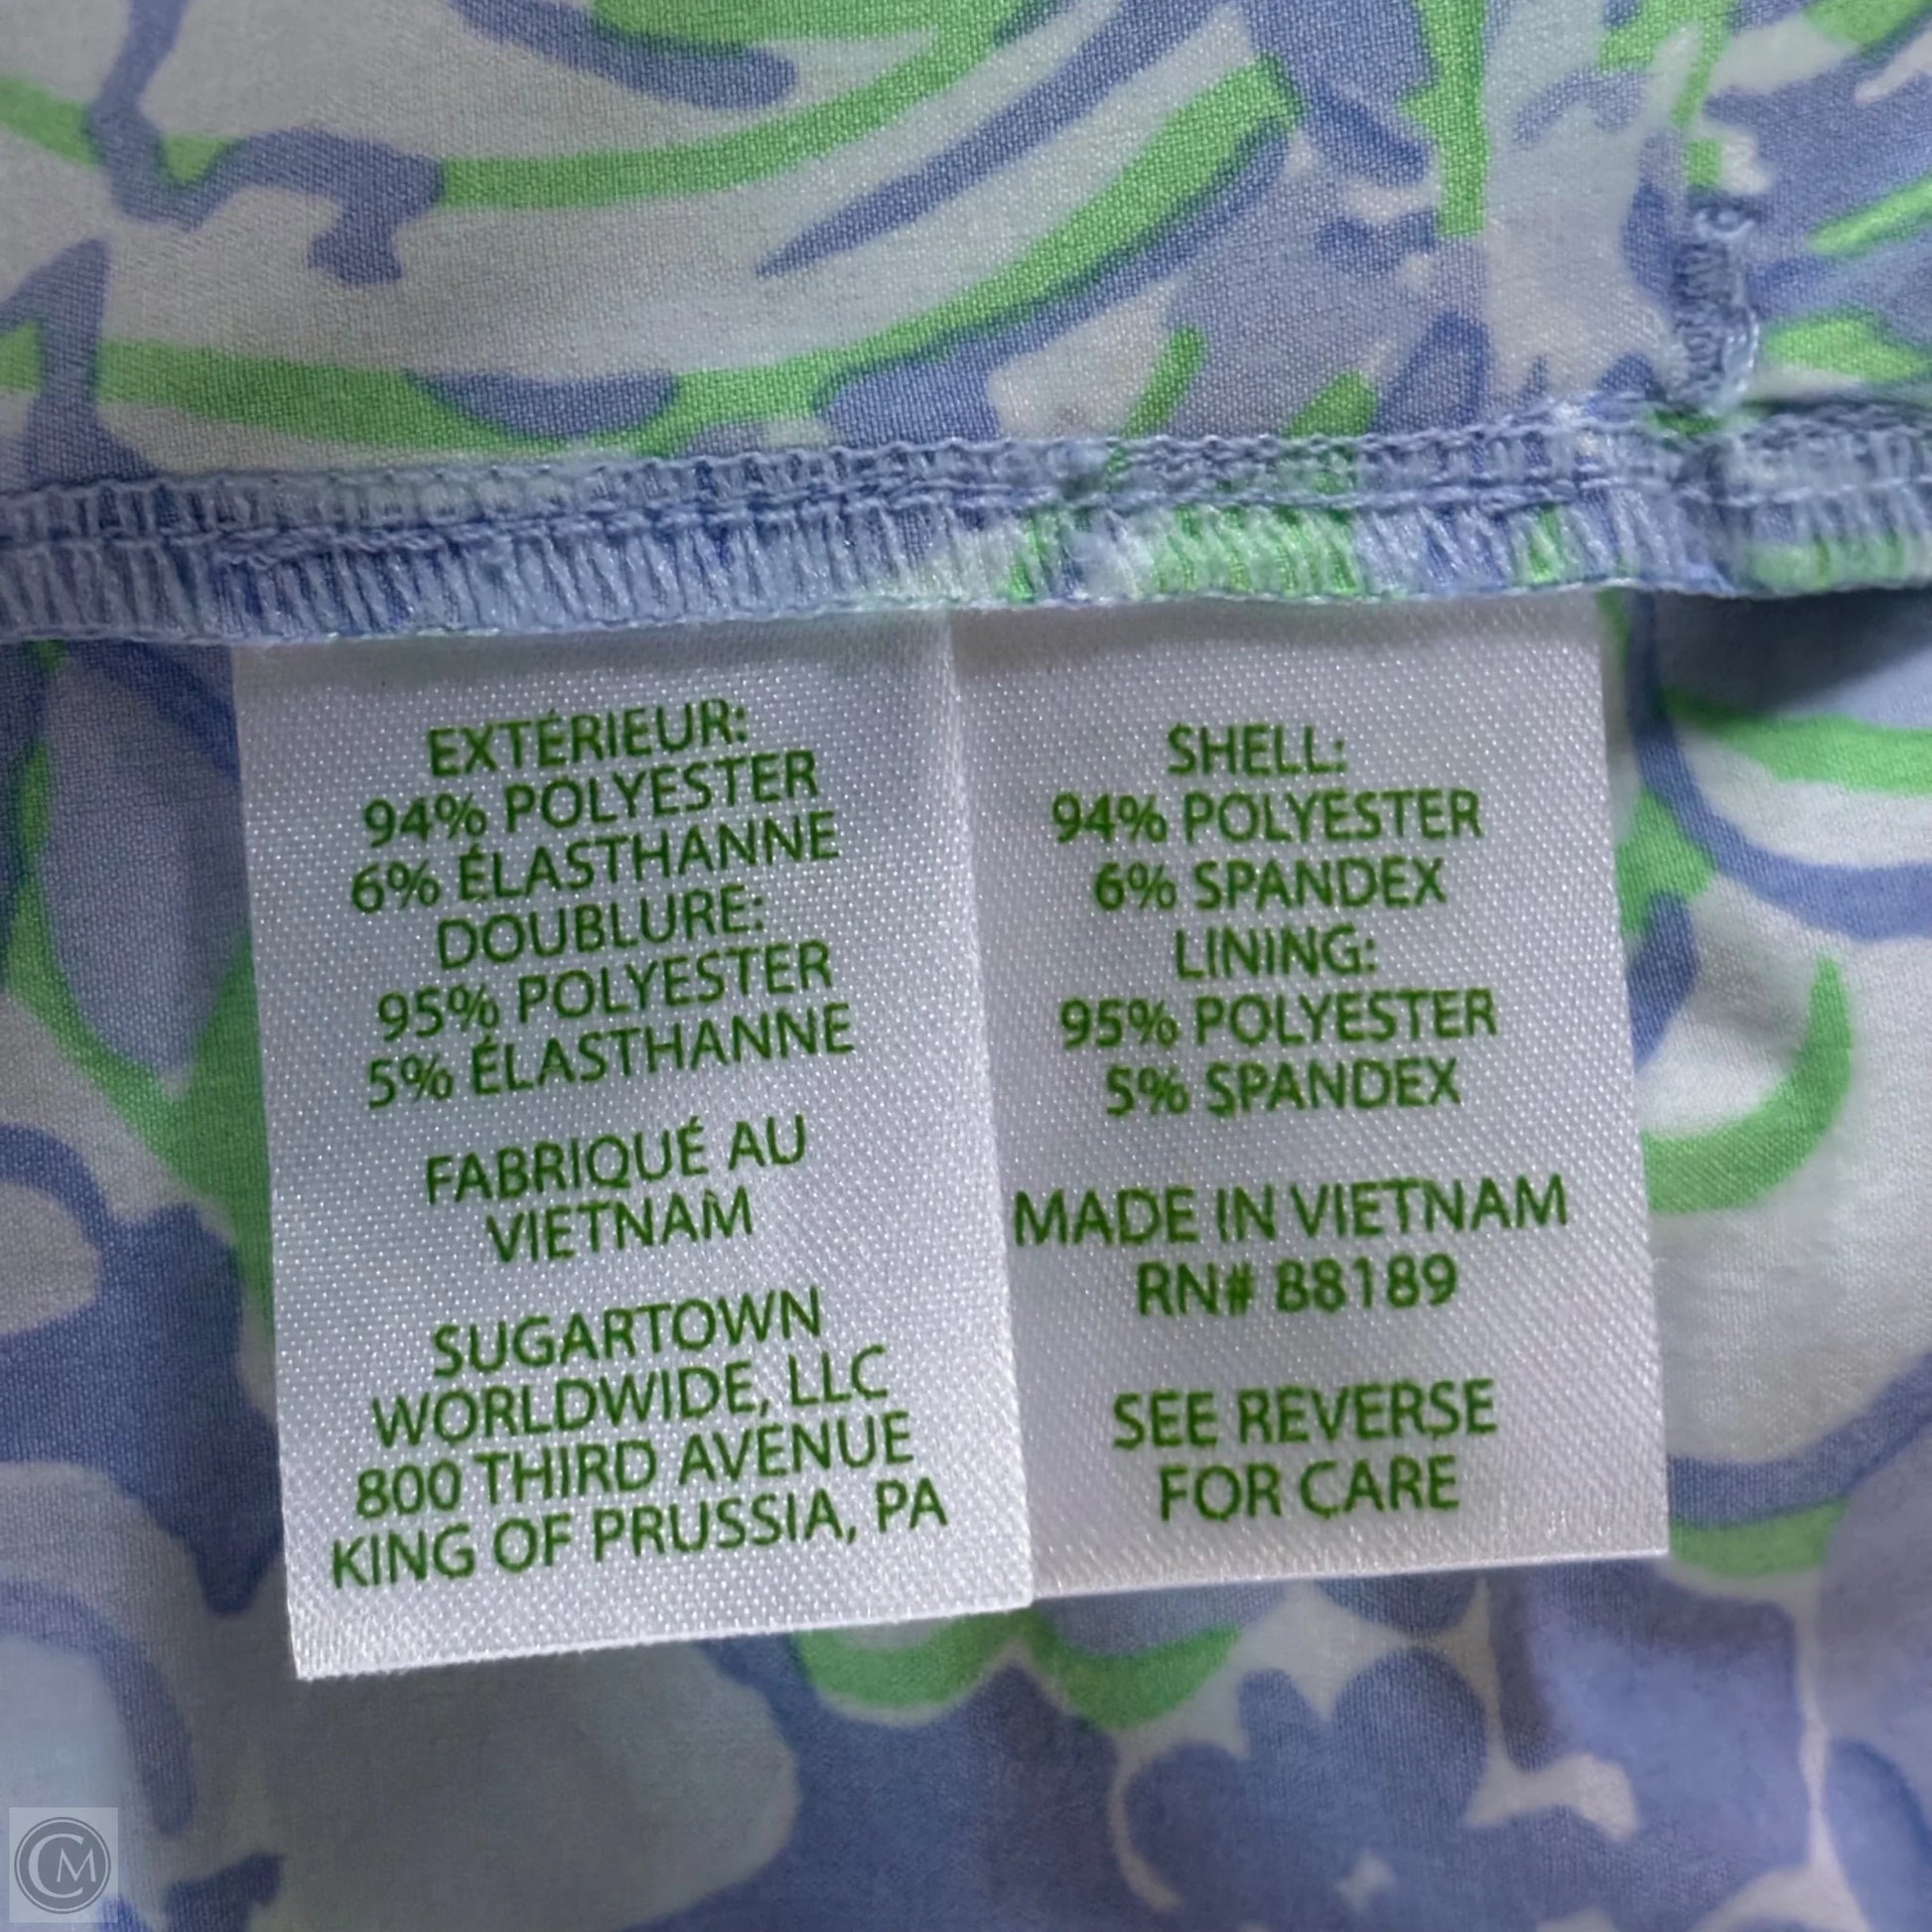 EXTÉRIEUR:
94% POLYESTER
6% ÉLASTHANNE
DOUBLURE:
95% POLYESTER
5% ÉLASTHANNE
FABRIQUÉ AU
VIETNAM
SUGARTOWN
WORLDWIDE, LLC
800 THIRD AVENUE
KING OF PRUSSIA, PA
SHELL:
94% POLYESTER
6% SPANDEX
LINING:
95% POLYESTER
5% SPANDEX
MADE IN VIETNAM
RN# 88189
SEE REVERSE
FOR CARE
CM